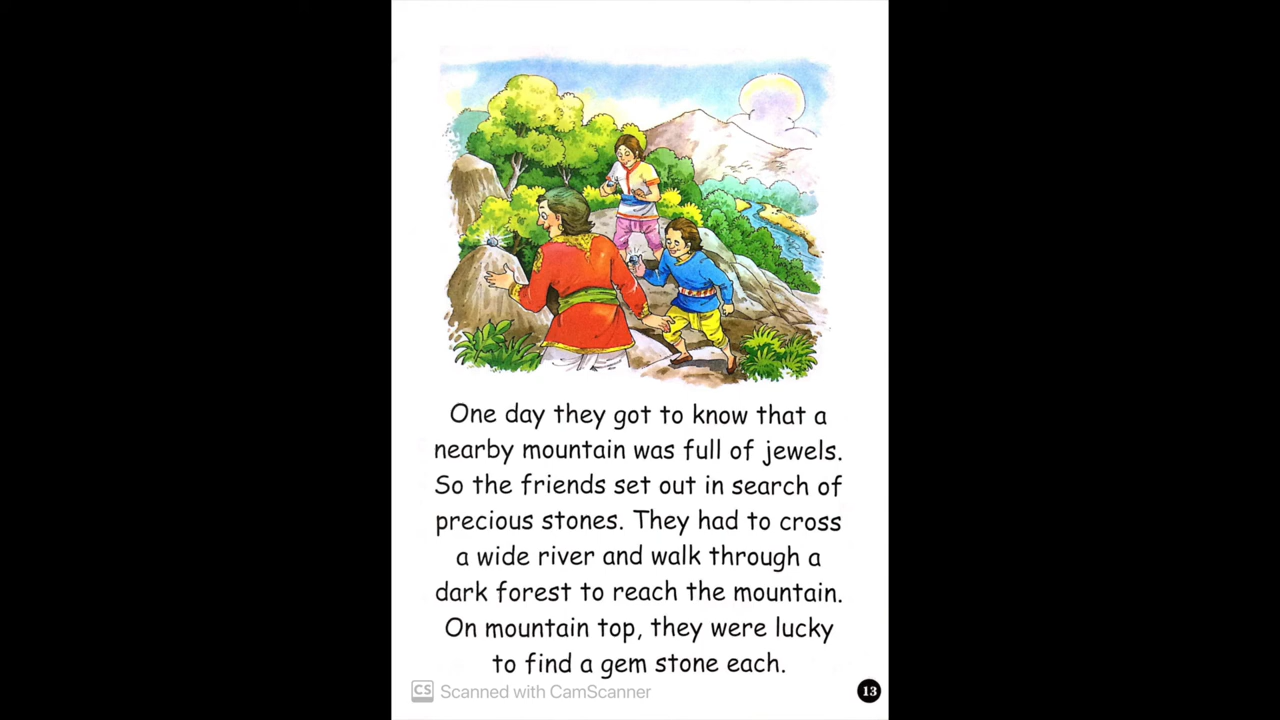 One day they got to know that a
nearby mountain was full of jewels.
So the friends set out in search of
precious stones. They had to cross
a wide river and walk through a
dark forest to reach the mountain.
On mountain top, they were lucky
to find a gem stone each.
CS Scanned with CamScanner
13